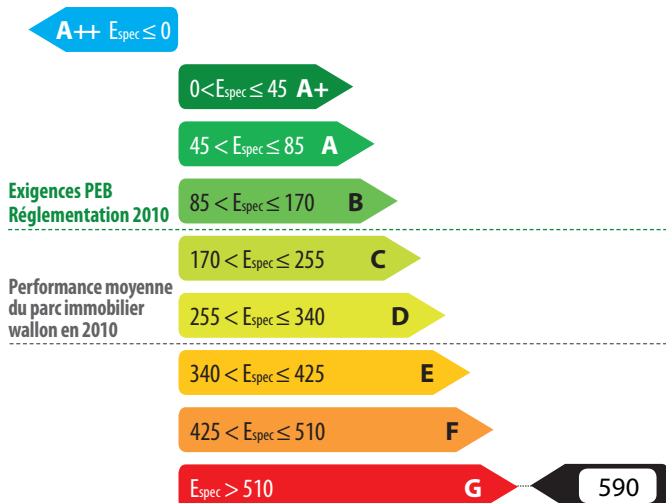 A++ Espec ≤ 0
0 < Espec ≤ 45 A+
45 < Espec ≤ 85 A
Exigences PEB
Réglementation 2010
85 < Espec ≤ 170 B
170 < Espec ≤ 255 C
Performance moyenne
du parc immobilier
wallon en 2010
255 < Espec ≤ 340 D
340 < Espec ≤ 425 E
425 < Espec ≤ 510 F
Espec > 510 G
590